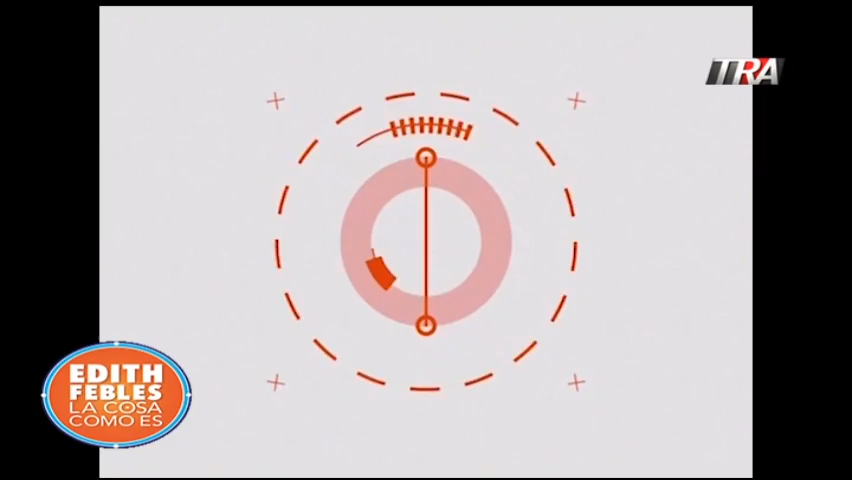 TRA
EDITH
FEBLES
LA COSA
COMO ES